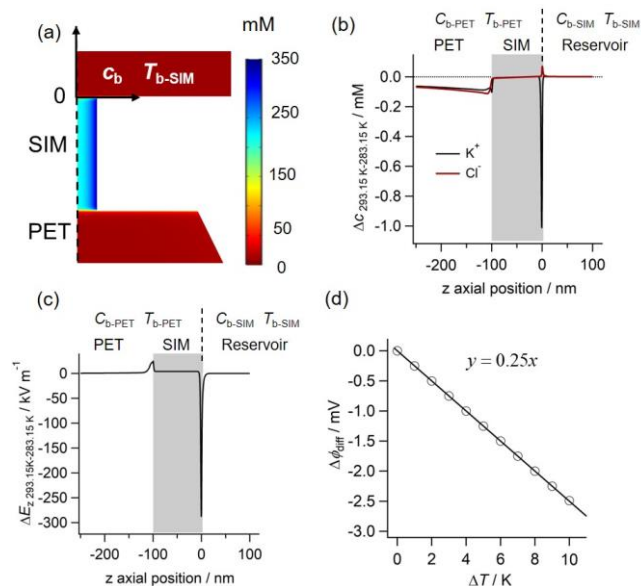 (a)
mM
350
250
150
50
0
c_b T_b-SIM
0
SIM
PET
(b)
C_b-PET T_b-PET C_b-SIM T_b-SIM
PET SIM Reservoir
0.0
-0.2
-0.4
-0.6
-0.8
-1.0
Δc 293.15 K-283.15 K / mM
K⁺
Cl⁻
-200 -100 0 100
z axial position / nm
(c)
C_b-PET T_b-PET C_b-SIM T_b-SIM
PET SIM Reservoir
0
-50
-100
-150
-200
-250
-300
ΔE_z 293.15K-283.15 K / kV m⁻¹
-200 -100 0 100
z axial position / nm
(d)
y = 0.25x
0.0
-0.5
-1.0
-1.5
-2.0
-2.5
-3.0
Δϕ_diff / mV
0 2 4 6 8 10
ΔT / K